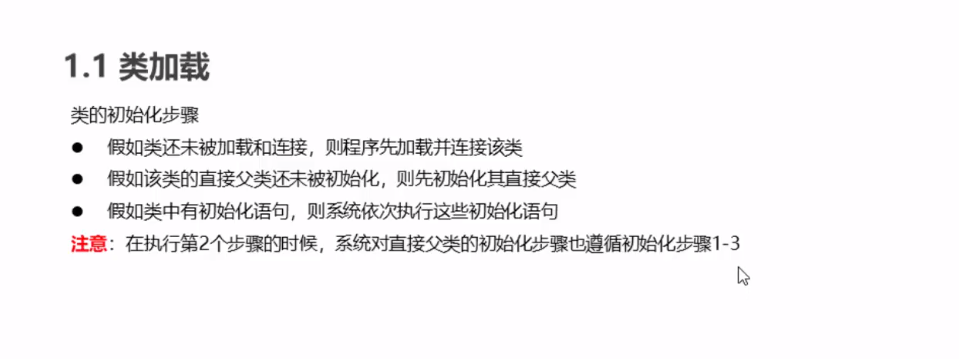 1.1 类加载
类的初始化步骤
● 假如类还未被加载和连接，则程序先加载并连接该类
● 假如该类的直接父类还未被初始化，则先初始化其直接父类
● 假如类中有初始化语句，则系统依次执行这些初始化语句
注意：在执行第2个步骤的时候，系统对直接父类的初始化步骤也遵循初始化步骤1-3